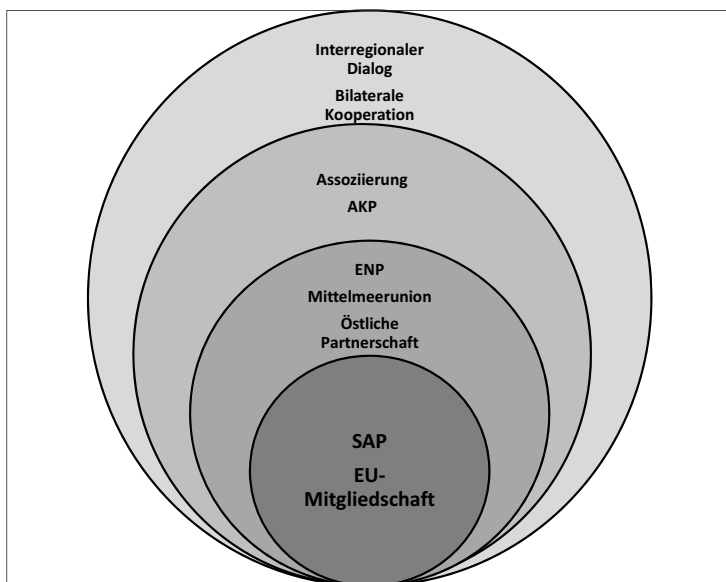 Interregionaler
Dialog
Bilaterale
Kooperation
Assoziierung
AKP
ENP
Mittelmeerunion
Östliche
Partnerschaft
SAP
EU-
Mitgliedschaft